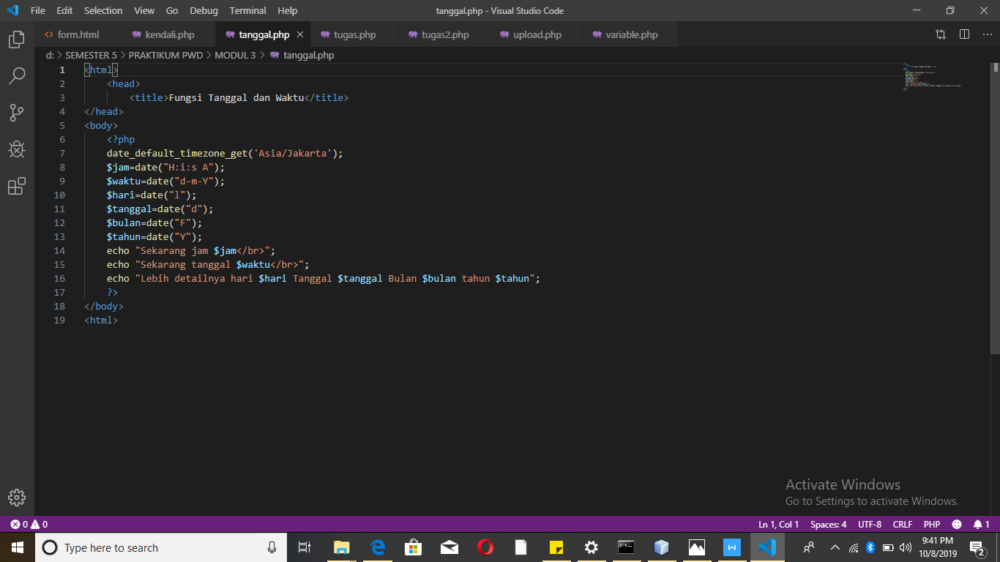 File Edit Selection View Go Debug Terminal Help tanggal.php - Visual Studio Code
form.html kendali.php tanggal.php tugas.php tugas2.php upload.php variable.php
d: > SEMESTER 5 > PRAKTIKUM PWD > MODUL 3 > tanggal.php
1 <html>
2 <head>
3 <title>Fungsi Tanggal dan Waktu</title>
4 </head>
5 <body>
6 <?php
7 date_default_timezone_get('Asia/Jakarta');
8 $jam=date("H:i:s A");
9 $waktu=date("d-m-Y");
10 $hari=date("l");
11 $tanggal=date("d");
12 $bulan=date("F");
13 $tahun=date("Y");
14 echo "Sekarang jam $jam</br>";
15 echo "Sekarang tanggal $waktu</br>";
16 echo "Lebih detailnya hari $hari Tanggal $tanggal Bulan $bulan tahun $tahun";
17 ?>
18 </body>
19 <html>
Activate Windows
Go to Settings to activate Windows.
0 0 Ln 1, Col 1 Spaces: 4 UTF-8 CRLF PHP 1
Type here to search
W
9:41 PM
10/8/2019
2